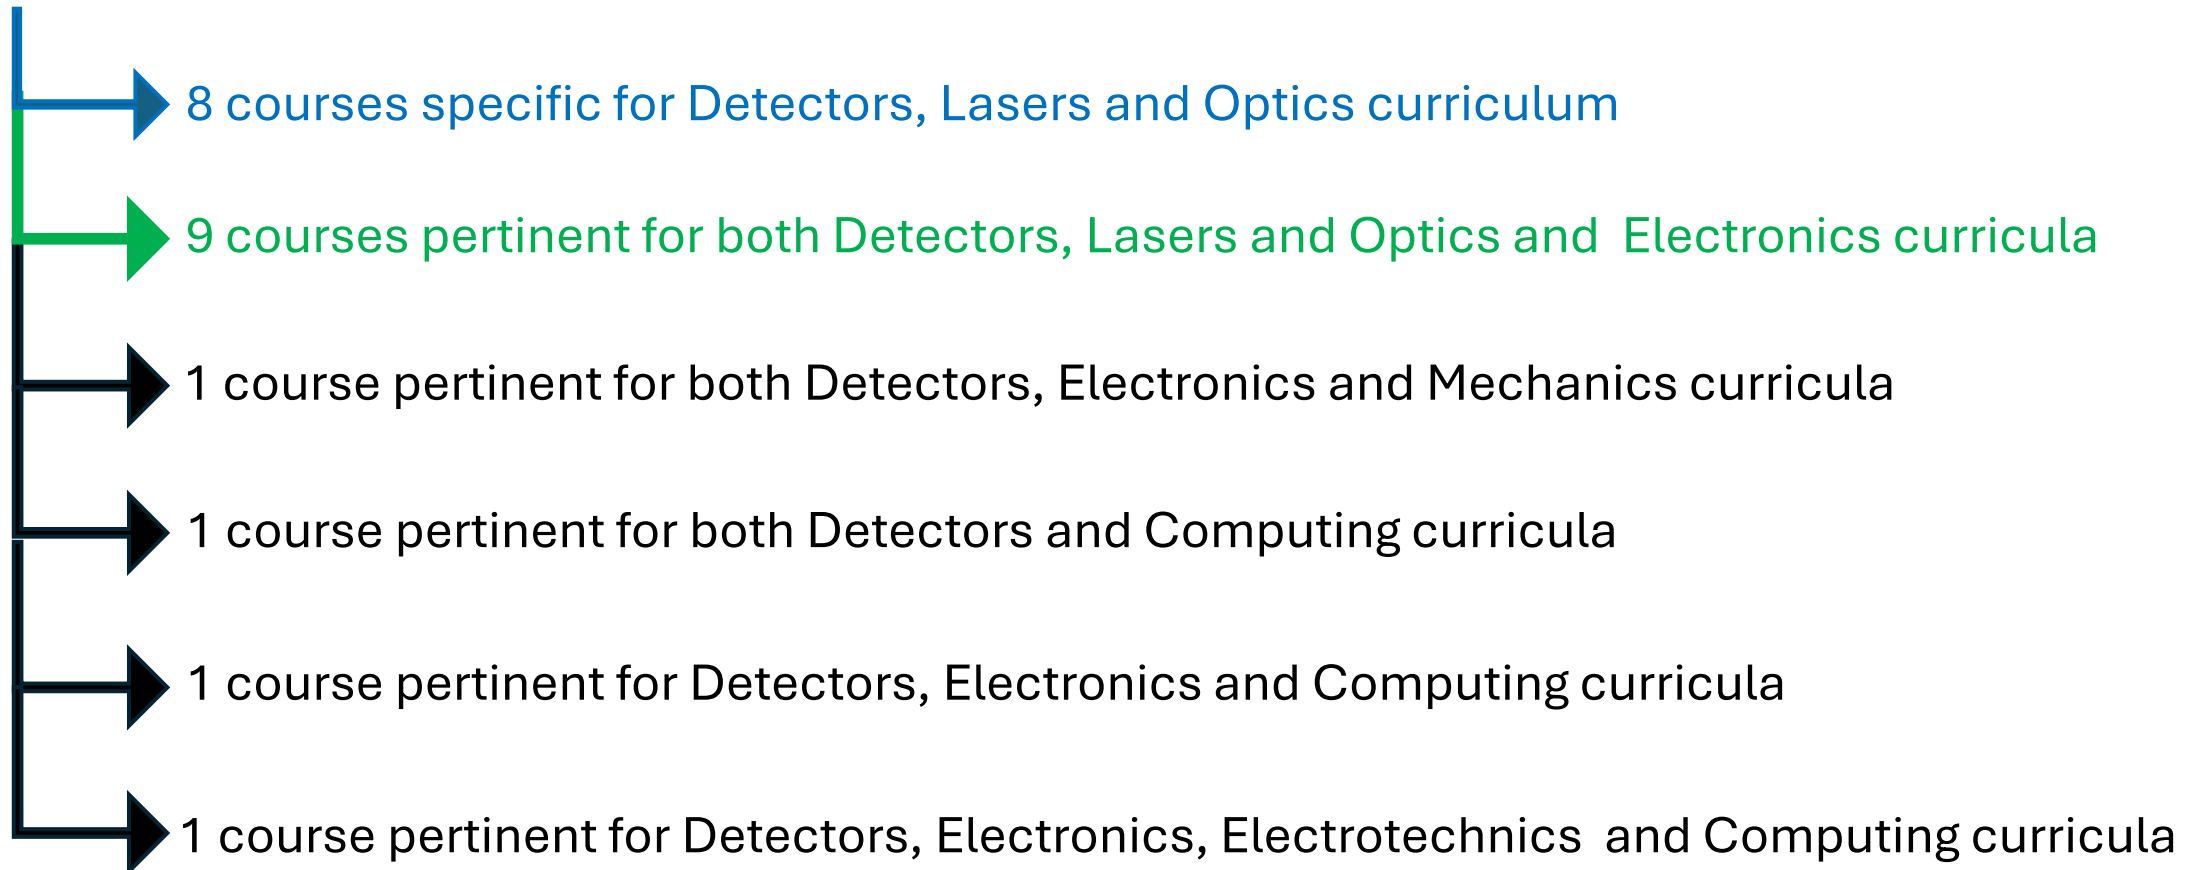 8 courses specific for Detectors, Lasers and Optics curriculum
9 courses pertinent for both Detectors, Lasers and Optics and  Electronics curricula
1 course pertinent for both Detectors, Electronics and Mechanics curricula
1 course pertinent for both Detectors and Computing curricula
1 course pertinent for Detectors, Electronics and Computing curricula
1 course pertinent for Detectors, Electronics, Electrotechnics  and Computing curricula